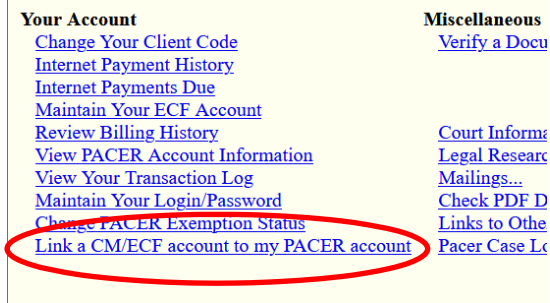 Your Account
Change Your Client Code
Internet Payment History
Internet Payments Due
Maintain Your ECF Account
Review Billing History
View PACER Account Information
View Your Transaction Log
Maintain Your Login/Password
Change PACER Exemption Status
Link a CM/ECF account to my PACER account
Miscellaneous
Verify a Docu
Court Informa
Legal Researc
Mailings...
Check PDF D
Links to Othe
Pacer Case Lo